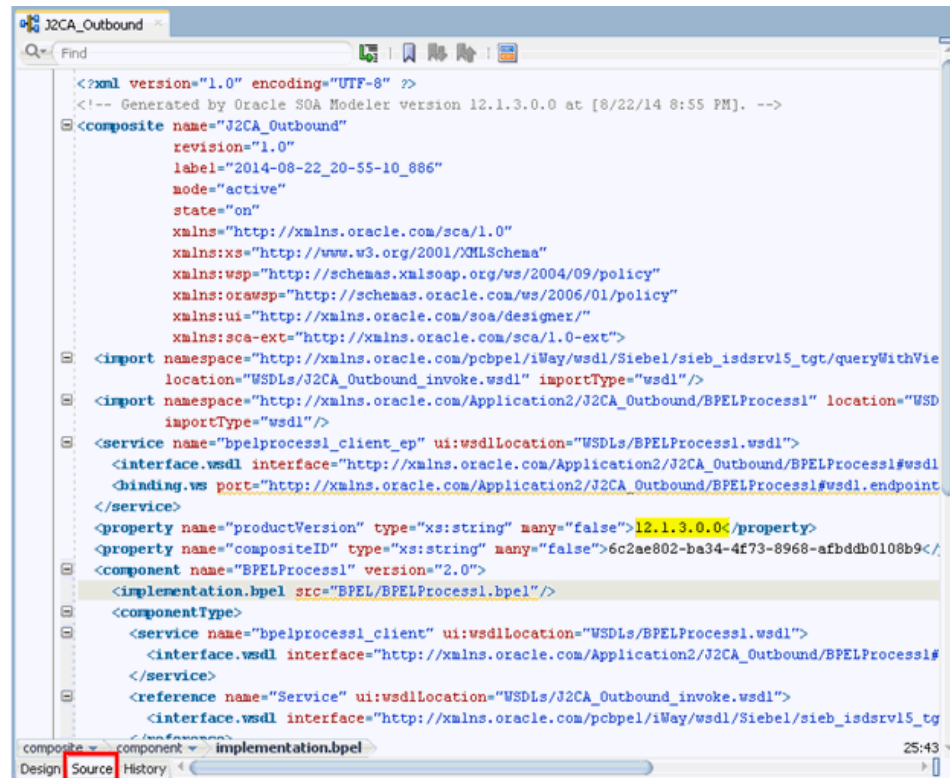 J2CA_Outbound
Find
<?xml version="1.0" encoding="UTF-8" ?>
<!-- Generated by Oracle SOA Modeler version 12.1.3.0.0 at [8/22/14 8:55 PM]. -->
<composite name="J2CA_Outbound"
revision="1.0"
label="2014-08-22_20-55-10_886"
mode="active"
state="on"
xmlns="http://xmlns.oracle.com/sca/1.0"
xmlns:xs="http://www.w3.org/2001/XMLSchema"
xmlns:wsp="http://schemas.xmlsoap.org/ws/2004/09/policy"
xmlns:orawsp="http://schemas.oracle.com/ws/2006/01/policy"
xmlns:ui="http://xmlns.oracle.com/soa/designer/"
xmlns:sca-ext="http://xmlns.oracle.com/sca/1.0-ext">
<import namespace="http://xmlns.oracle.com/pcbpel/iWay/wsdl/Siebel/sieb_isdsrv15_tgt/queryWithVie
location="WSDLs/J2CA_Outbound_invoke.wsdl" importType="wsdl"/>
<import namespace="http://xmlns.oracle.com/Application2/J2CA_Outbound/BPELProcess1" location="WSD
importType="wsdl"/>
<service name="bpelprocess1_client_ep" ui:wsdlLocation="WSDLs/BPELProcess1.wsdl">
<interface.wsdl interface="http://xmlns.oracle.com/Application2/J2CA_Outbound/BPELProcess1#wsdl
<binding.ws port="http://xmlns.oracle.com/Application2/J2CA_Outbound/BPELProcess1#wsdl.endpoint
</service>
<property name="productVersion" type="xs:string" many="false">12.1.3.0.0</property>
<property name="compositeID" type="xs:string" many="false">6c2ae802-ba34-4f73-8968-afbddb0108b9</
<component name="BPELProcess1" version="2.0">
<implementation.bpel src="BPEL/BPELProcess1.bpel"/>
<componentType>
<service name="bpelprocess1_client" ui:wsdlLocation="WSDLs/BPELProcess1.wsdl">
<interface.wsdl interface="http://xmlns.oracle.com/Application2/J2CA_Outbound/BPELProcess1#
</service>
<reference name="Service" ui:wsdlLocation="WSDLs/J2CA_Outbound_invoke.wsdl">
<interface.wsdl interface="http://xmlns.oracle.com/pcbpel/iWay/wsdl/Siebel/sieb_isdsrv15_tg
</reference>
composite component implementation.bpel 25:43
Design Source History